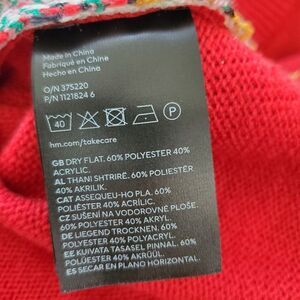 Made in China
Fabriqué en Chine
Hecho en China
O/N 375220
P/N 1121824 6
40
P
hm.com/takecare
GB DRY FLAT. 60% POLYESTER 40%
ACRYLIC.
AL THANI SHTRIRË. 60% POLIESTËR
40% AKRILIK.
CAT ASSEQUEU-HO PLA. 60%
POLIÈSTER 40% ACRÍLIC.
CZ SUŠENÍ NA VODOROVNÉ PLOŠE.
60% POLYESTER 40% AKRYL.
DE LIEGEND TROCKNEN. 60%
POLYESTER 40% POLYACRYL.
EE KUIVATA TASASEL PINNAL. 60%
POLÜESTER 40% AKRÜÜL.
ES SECAR EN PLANO HORIZONTAL.